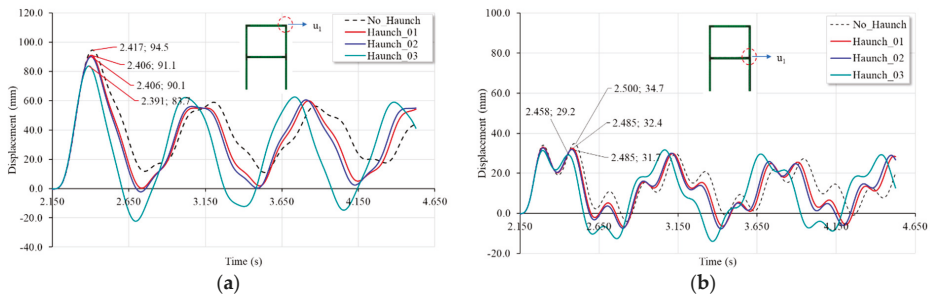 (a)
120.0
100.0
80.0
60.0
40.0
20.0
0.0
-20.0
-40.0
Displacement (mm)
2.150
2.650
3.150
3.650
4.150
4.650
Time (s)
2.417; 94.5
2.406; 91.1
2.406; 90.1
2.391; 83.7
u1
No_Haunch
Haunch_01
Haunch_02
Haunch_03
(b)
100.0
80.0
60.0
40.0
20.0
0.0
-20.0
-40.0
Displacement (mm)
2.150
2.650
3.150
3.650
4.150
4.650
Time (s)
2.458; 29.2
2.500; 34.7
2.485; 32.4
2.485; 31.7
u1
No_Haunch
Haunch_01
Haunch_02
Haunch_03